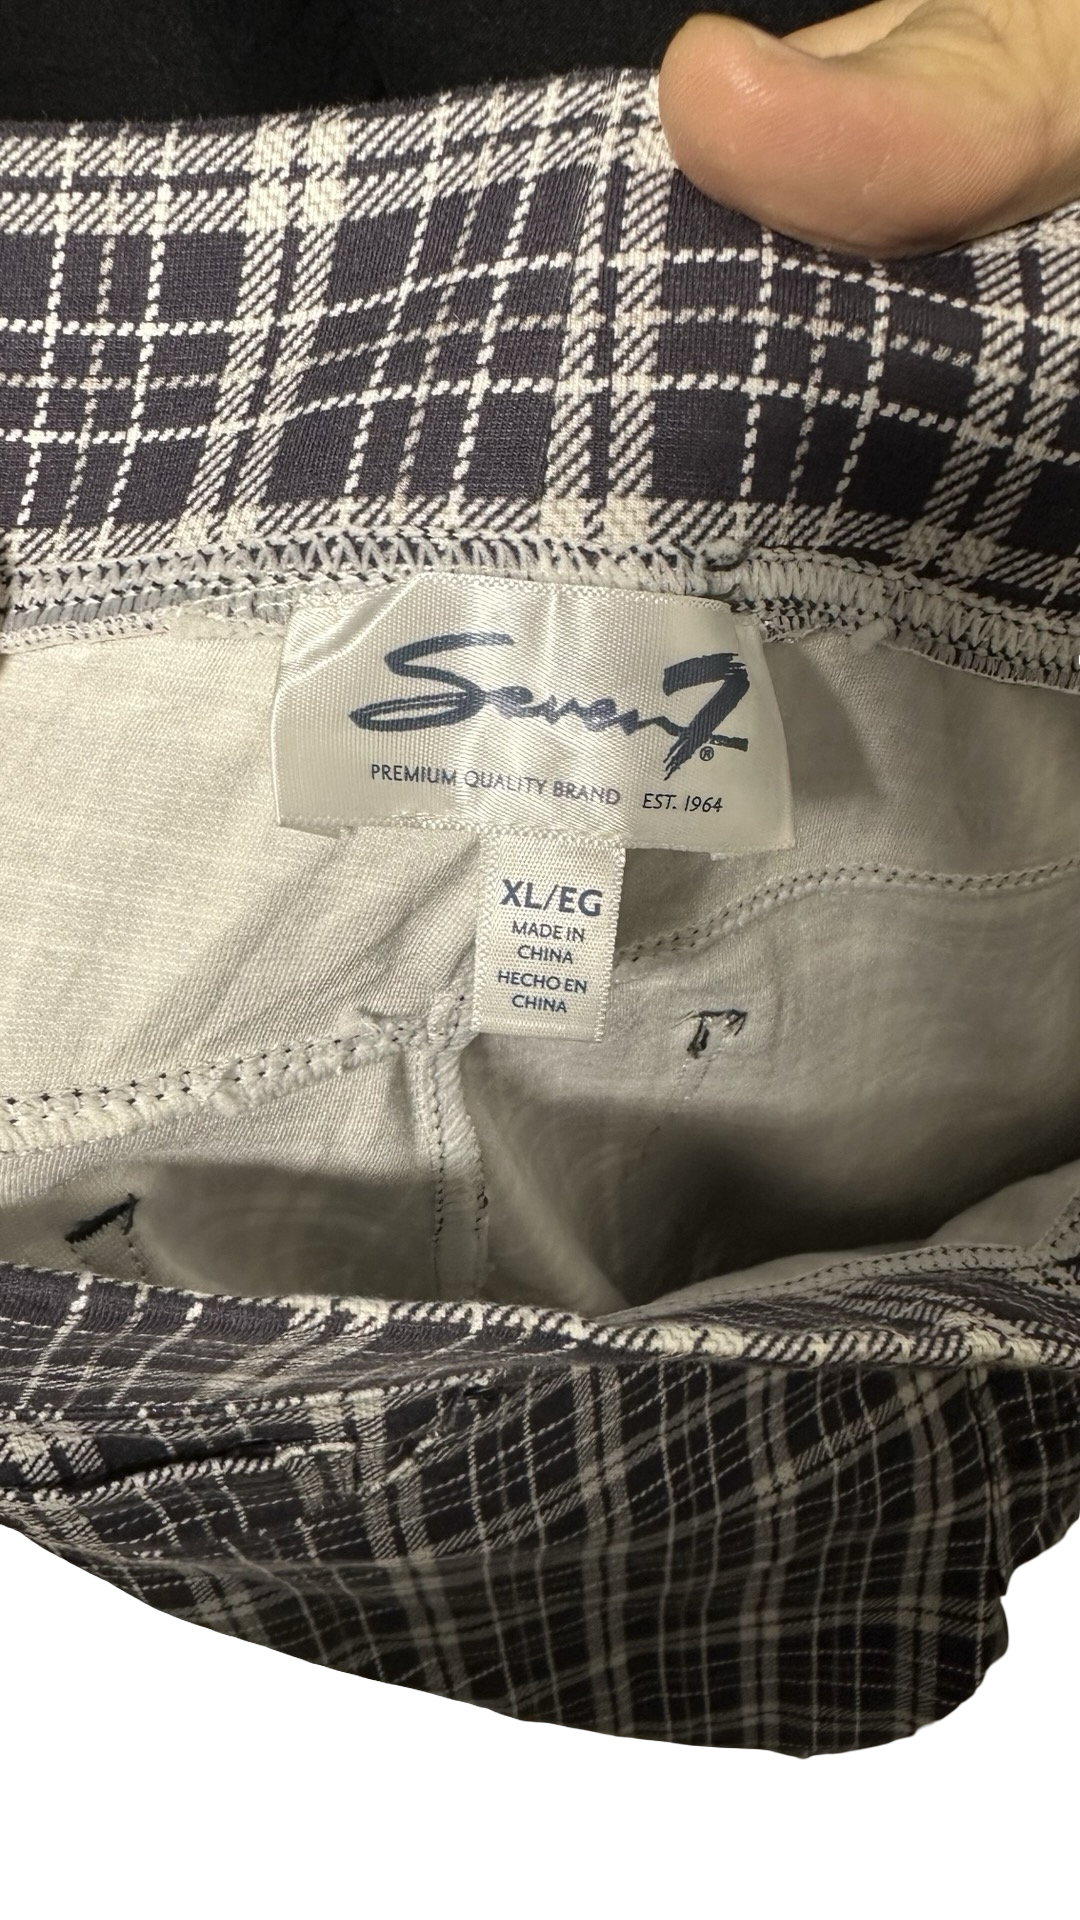 Seven7®
PREMIUM QUALITY BRAND EST. 1964
XL/EG
MADE IN
CHINA
HECHO EN
CHINA